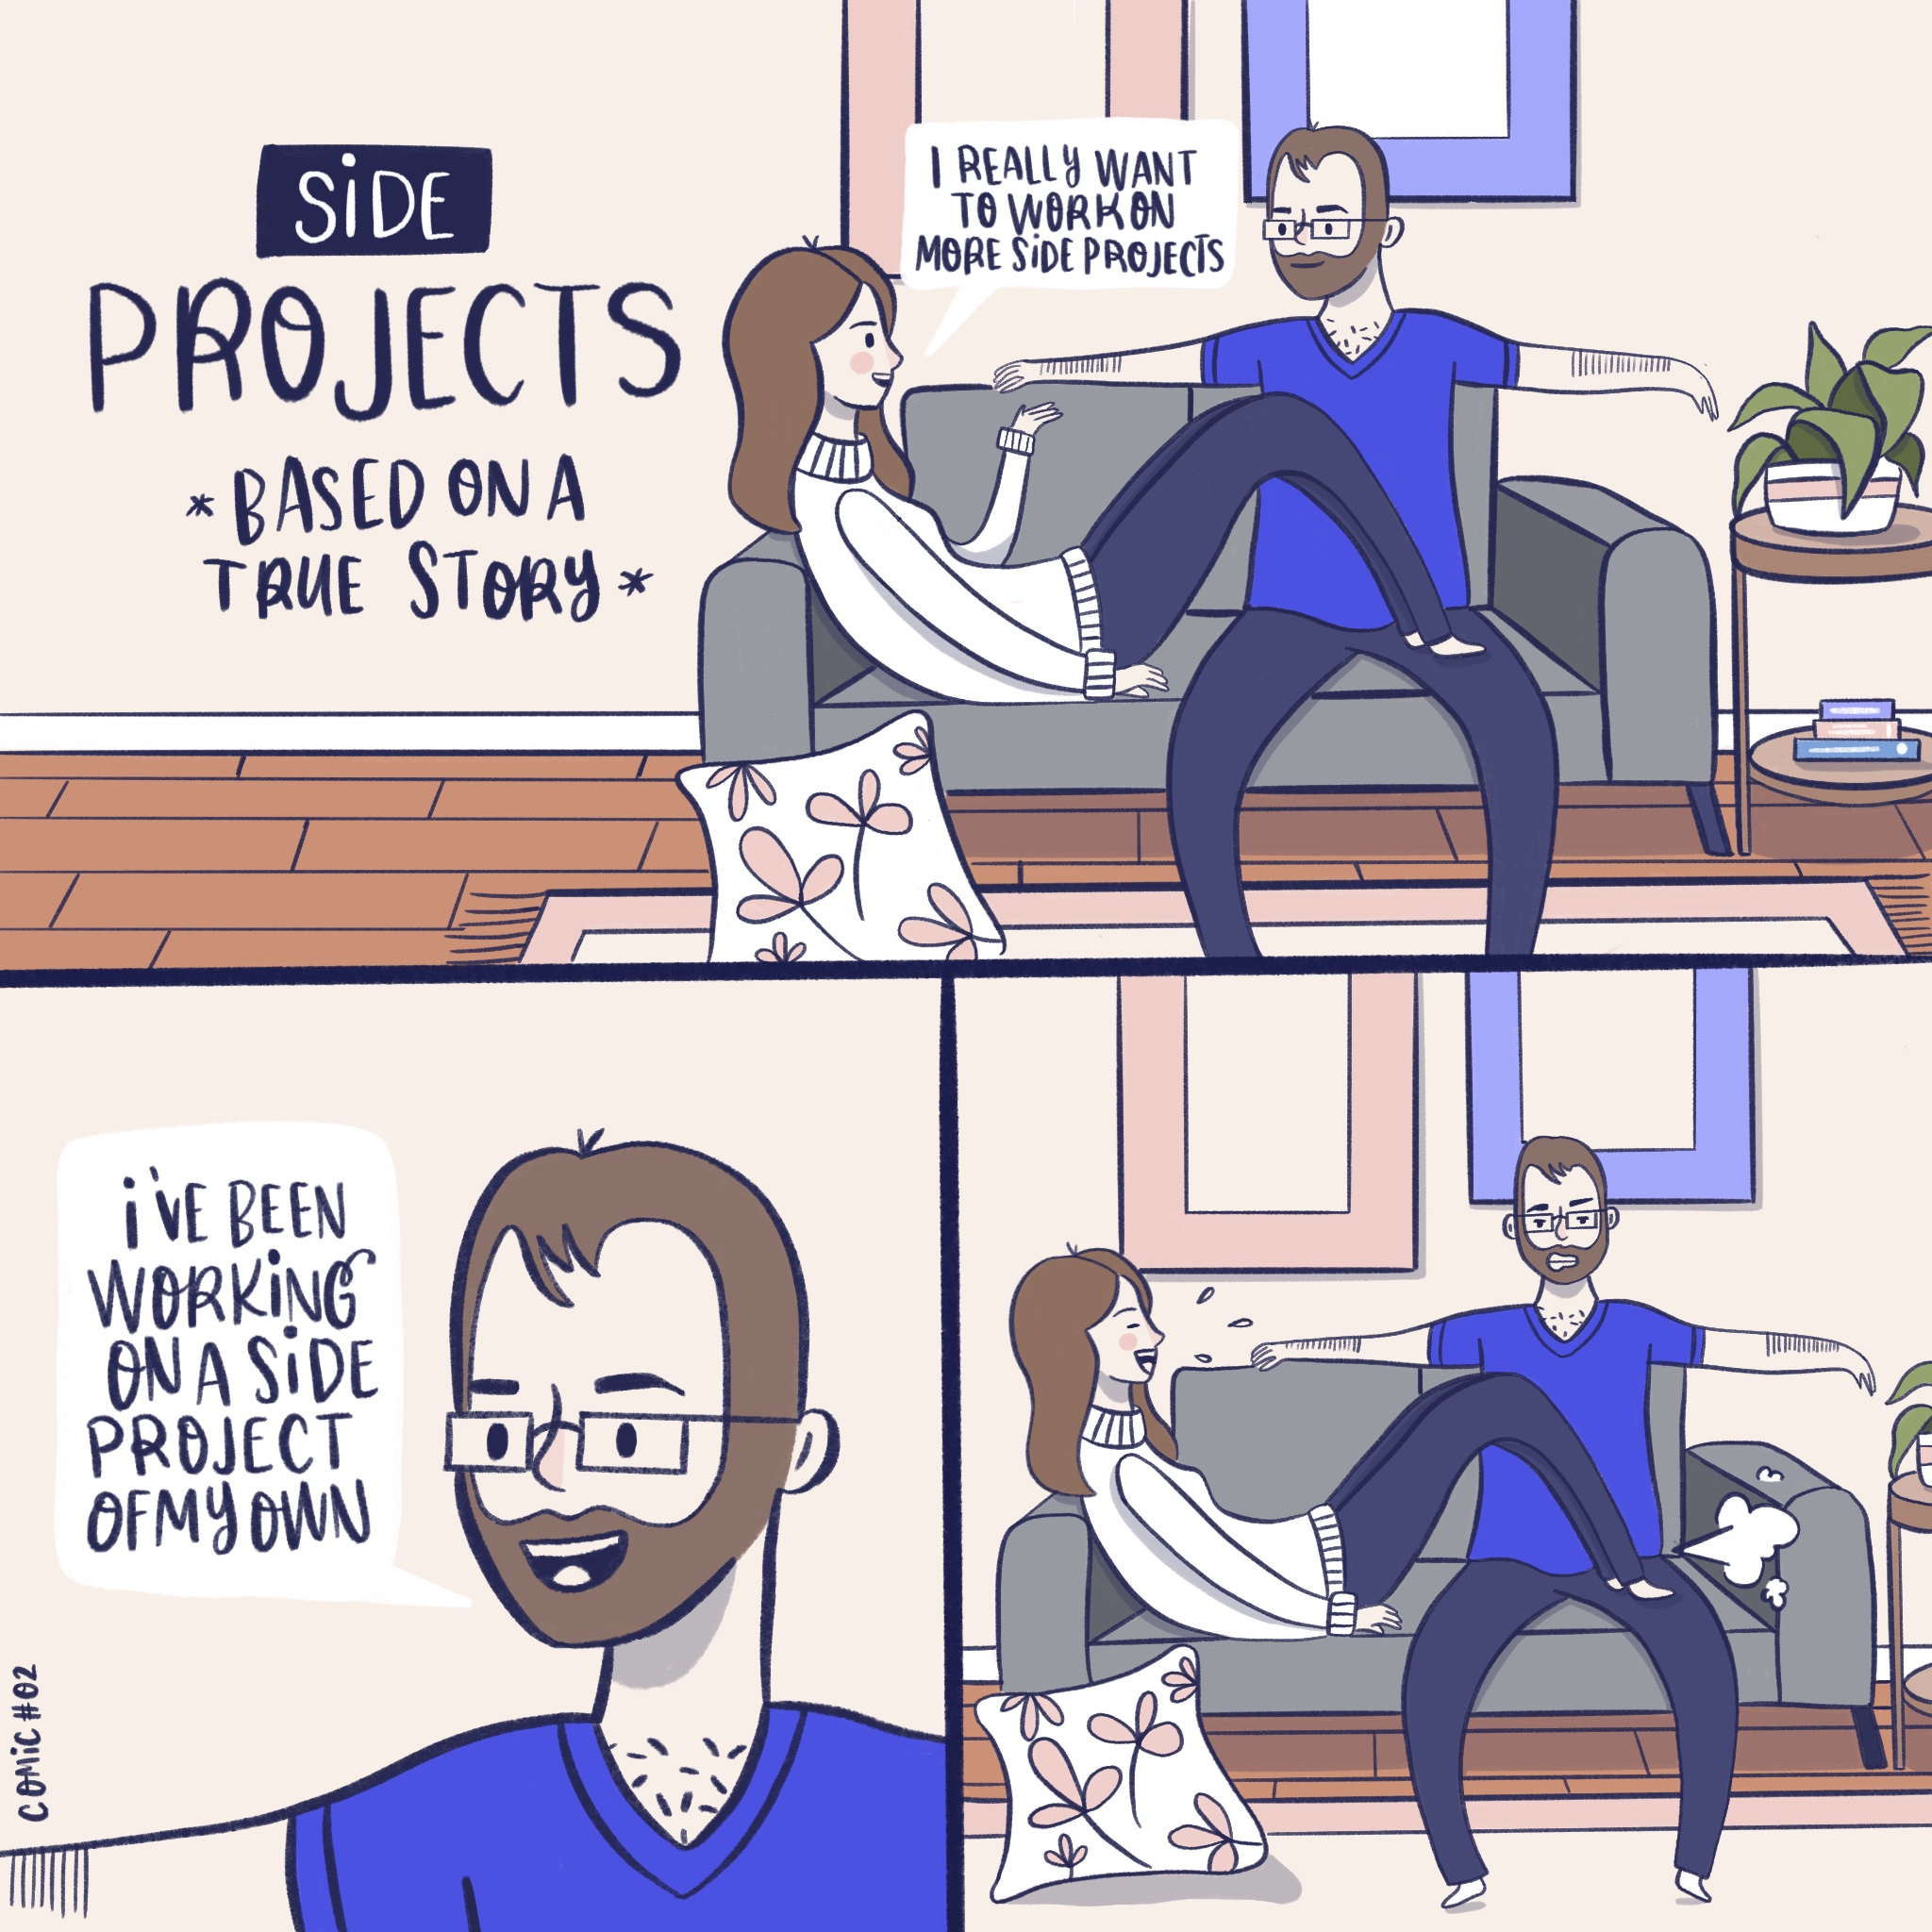 SiDE
PROJECTS
*BASED ON A
TRUE STORY*
I REALLY WANT
TO WORK ON
MORE SiDE PROJECTS
i'VE BEEN
WORKiNG
ON A SiDE
PROJECT
OF MY OWN
COMiC #02